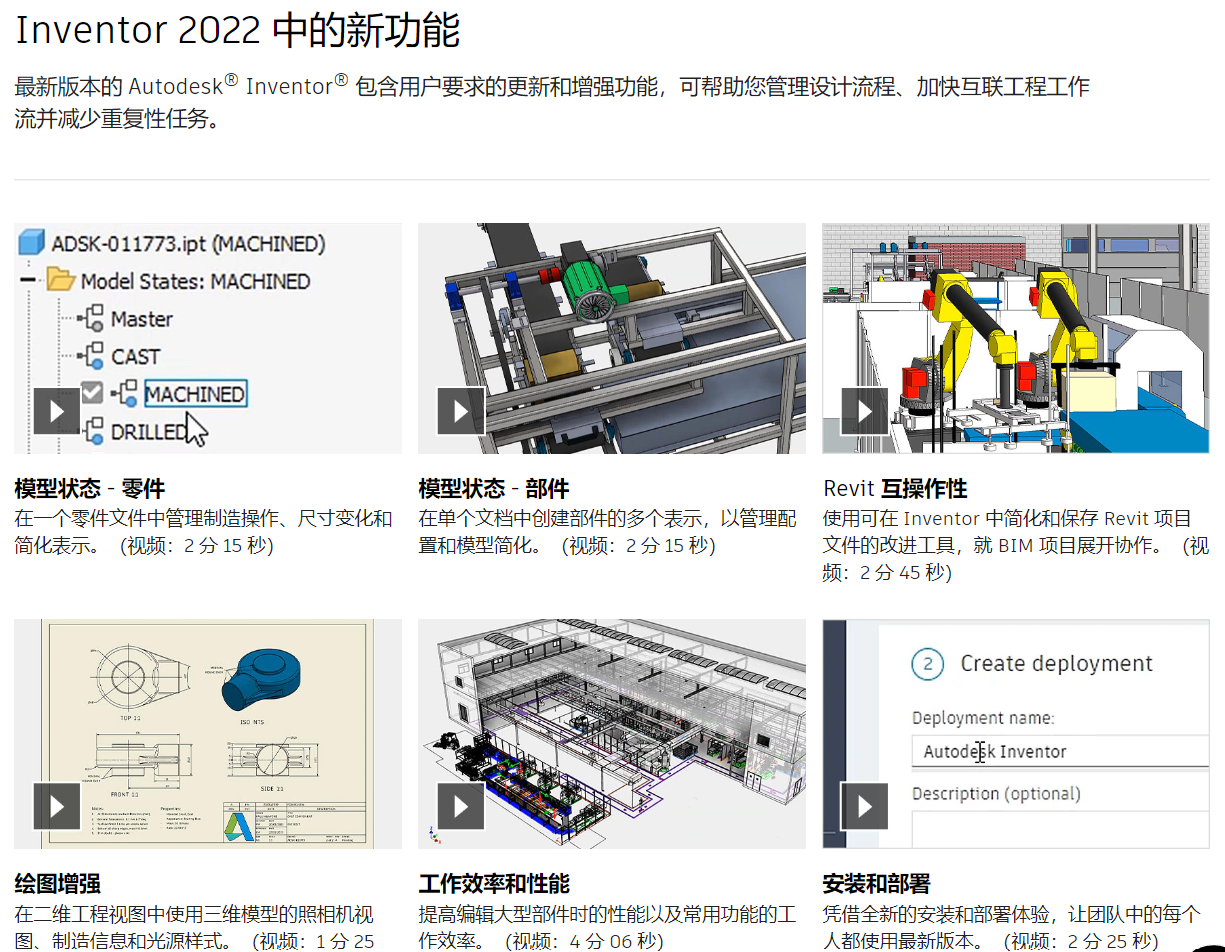 Inventor 2022 中的新功能
最新版本的 Autodesk® Inventor® 包含用户要求的更新和增强功能，可帮助您管理设计流程、加快互联工程工作
流并减少重复性任务。
ADSK-011773.ipt (MACHINED)
Model States: MACHINED
Master
CAST
MACHINED
DRILLED
模型状态 - 零件
在一个零件文件中管理制造操作、尺寸变化和
简化表示。 (视频：2 分 15 秒)
模型状态 - 部件
在单个文档中创建部件的多个表示，以管理配
置和模型简化。 (视频：2 分 15 秒)
Revit 互操作性
使用可在 Inventor 中简化和保存 Revit 项目
文件的改进工具，就 BIM 项目展开协作。 (视
频：2 分 45 秒)
TOP 1:1
ISO NTS
FRONT 1:1
SIDE 1:1
2 Create deployment
Deployment name:
Autodesk Inventor
Description (optional)
绘图增强
在二维工程视图中使用三维模型的照相机视
图、制造信息和光源样式。 (视频：1 分 25
工作效率和性能
提高编辑大型部件时的性能以及常用功能的工
作效率。 (视频：4 分 06 秒)
安装和部署
凭借全新的安装和部署体验，让团队中的每个
人都使用最新版本。 (视频：2 分 25 秒)